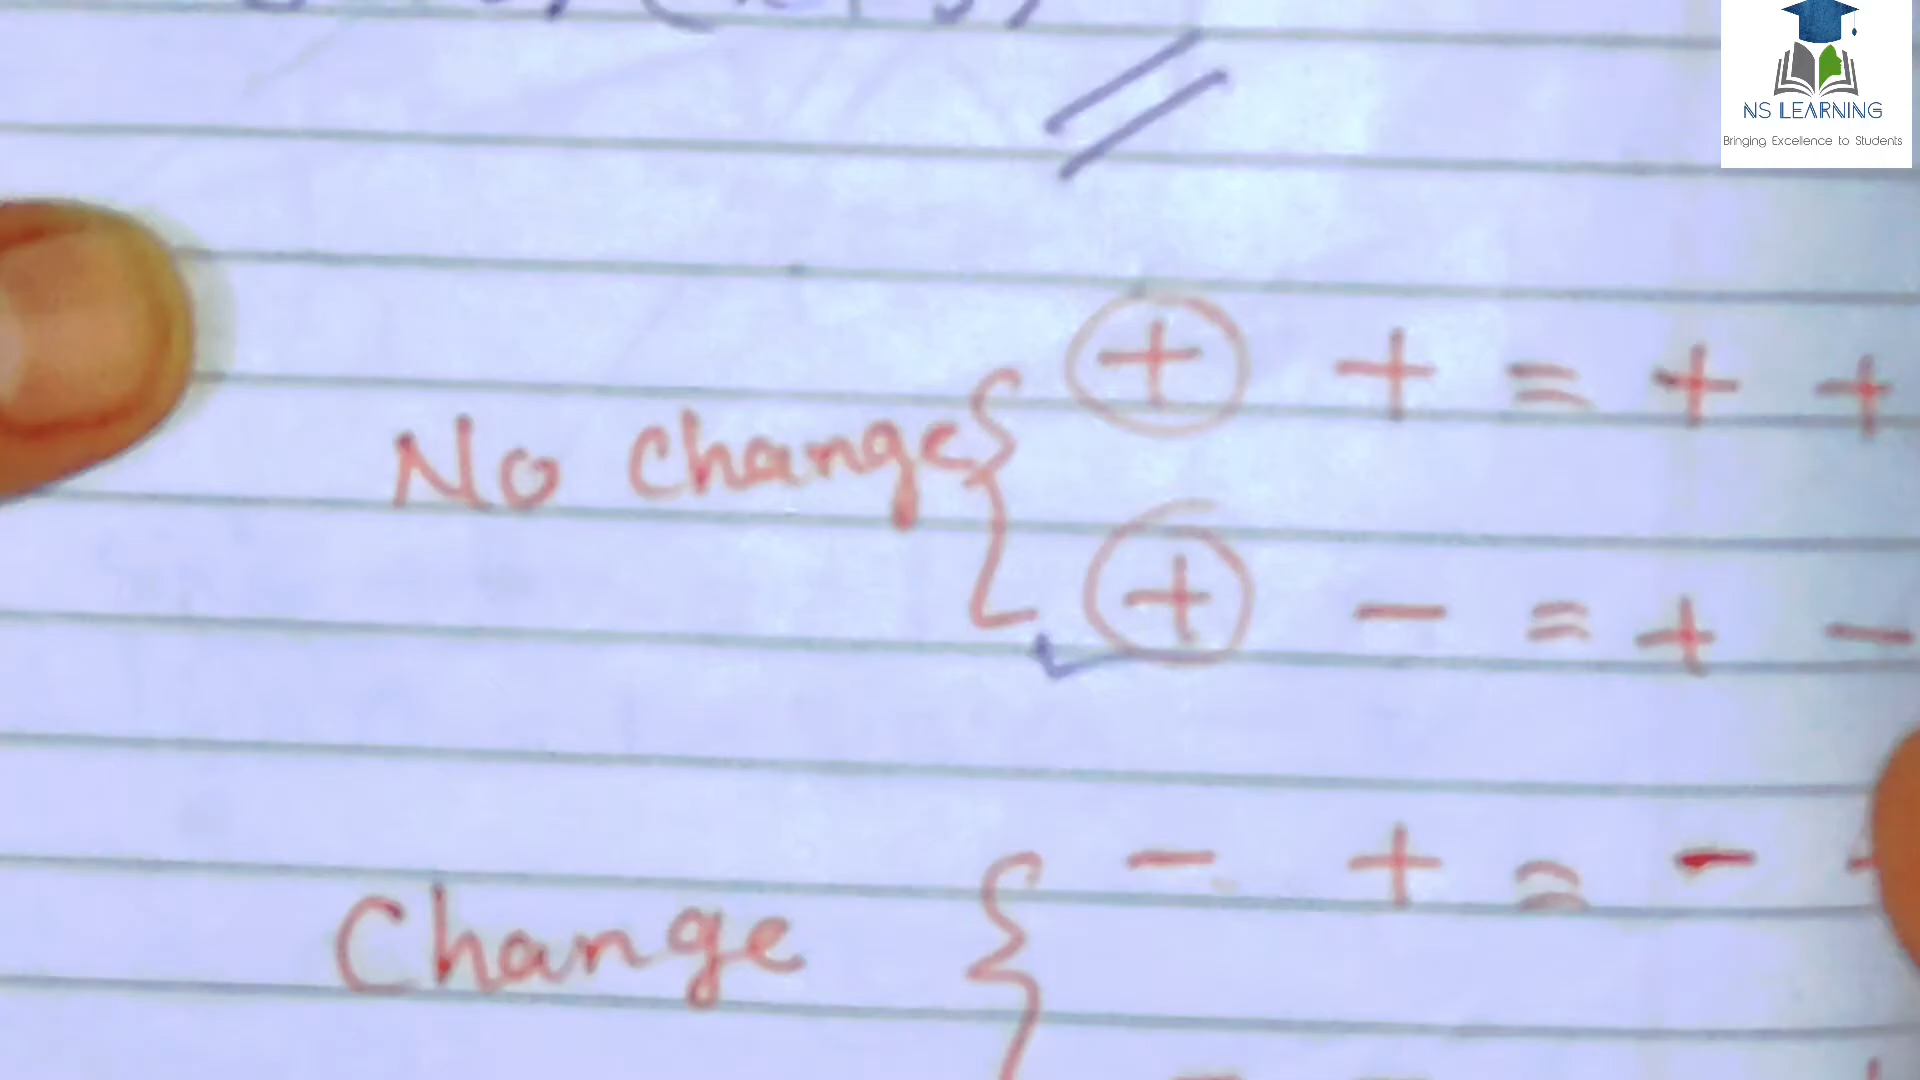 NS LEARNING
Bringing Excellence to Students
No change { + + = + +
+ - = + -
Change { - + = -